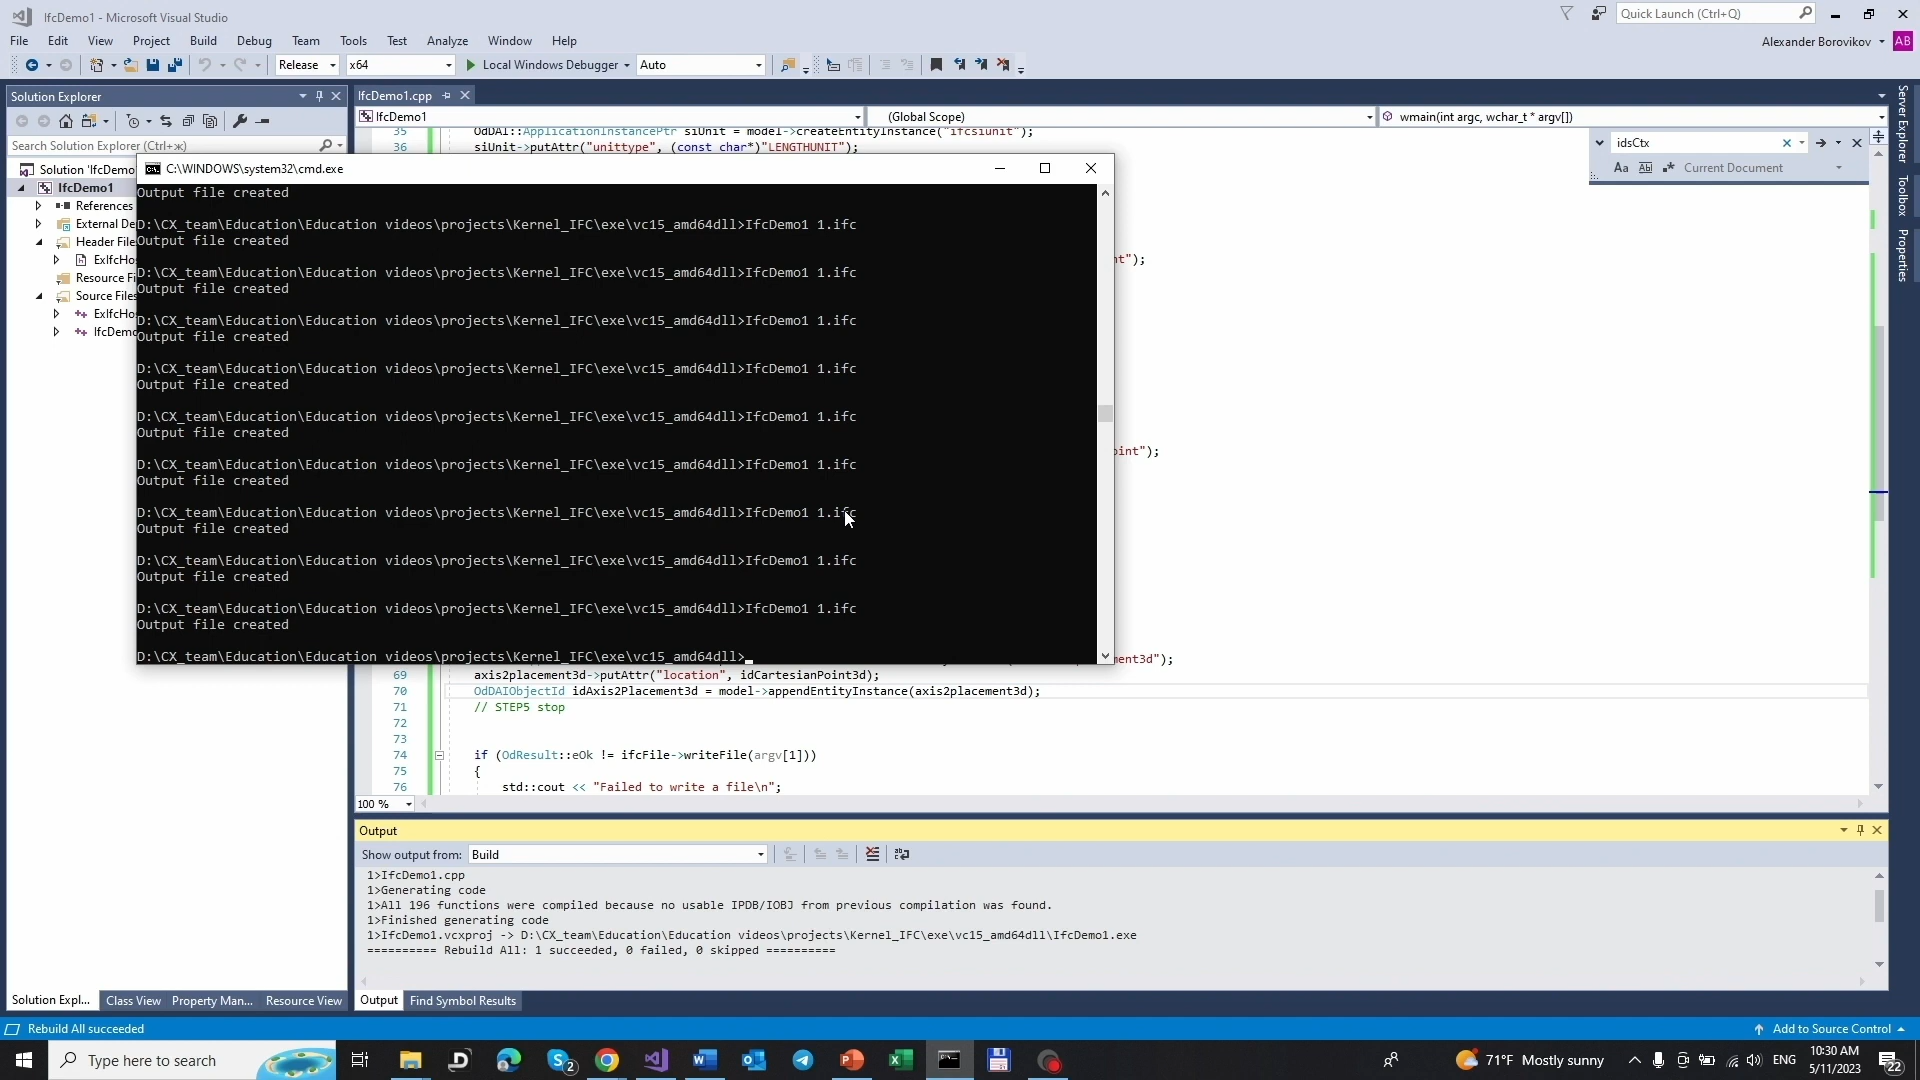 IfcDemo1 - Microsoft Visual Studio
Quick Launch (Ctrl+Q)
File Edit View Project Build Debug Team Tools Test Analyze Window Help
Alexander Borovikov AB
Release x64 Local Windows Debugger Auto
Solution Explorer
IfcDemo1.cpp
IfcDemo1 (Global Scope) wmain(int argc, wchar_t * argv[])
Search Solution Explorer (Ctrl+ж)
Solution 'IfcDemo
IfcDemo1
References
External De
Header File
ExIfcHo
Resource Fi
Source Files
ExIfcHo
IfcDemo
35 OdDAI::ApplicationInstancePtr siUnit = model->createEntityInstance("ifcsiunit");
36 siUnit->putAttr("unittype", (const char*)"LENGTHUNIT");
idsCtx
Aa Ab Current Document
C:\WINDOWS\system32\cmd.exe
Output file created
D:\CX_team\Education\Education videos\projects\Kernel_IFC\exe\vc15_amd64dll>IfcDemo1 1.ifc
Output file created
D:\CX_team\Education\Education videos\projects\Kernel_IFC\exe\vc15_amd64dll>IfcDemo1 1.ifc
Output file created
D:\CX_team\Education\Education videos\projects\Kernel_IFC\exe\vc15_amd64dll>IfcDemo1 1.ifc
Output file created
D:\CX_team\Education\Education videos\projects\Kernel_IFC\exe\vc15_amd64dll>IfcDemo1 1.ifc
Output file created
D:\CX_team\Education\Education videos\projects\Kernel_IFC\exe\vc15_amd64dll>IfcDemo1 1.ifc
Output file created
D:\CX_team\Education\Education videos\projects\Kernel_IFC\exe\vc15_amd64dll>IfcDemo1 1.ifc
Output file created
D:\CX_team\Education\Education videos\projects\Kernel_IFC\exe\vc15_amd64dll>IfcDemo1 1.ifc
Output file created
D:\CX_team\Education\Education videos\projects\Kernel_IFC\exe\vc15_amd64dll>IfcDemo1 1.ifc
Output file created
D:\CX_team\Education\Education videos\projects\Kernel_IFC\exe\vc15_amd64dll>IfcDemo1 1.ifc
Output file created
D:\CX_team\Education\Education videos\projects\Kernel_IFC\exe\vc15_amd64dll>
nt");
oint");
ment3d");
69 axis2placement3d->putAttr("location", idCartesianPoint3d);
70 OdDAIObjectId idAxis2Placement3d = model->appendEntityInstance(axis2placement3d);
71 // STEP5 stop
72
73
74 if (OdResult::eOk != ifcFile->writeFile(argv[1]))
75 {
76 std::cout << "Failed to write a file\n";
100 %
Server Explorer
Toolbox
Properties
Output
Show output from: Build
1>IfcDemo1.cpp
1>Generating code
1>All 196 functions were compiled because no usable IPDB/IOBJ from previous compilation was found.
1>Finished generating code
1>IfcDemo1.vcxproj -> D:\CX_team\Education\Education videos\projects\Kernel_IFC\exe\vc15_amd64dll\IfcDemo1.exe
========== Rebuild All: 1 succeeded, 0 failed, 0 skipped ==========
Solution Expl... Class View Property Man... Resource View
Output Find Symbol Results
Rebuild All succeeded
Add to Source Control
Type here to search
2
71°F Mostly sunny
ENG
10:30 AM
5/11/2023
22